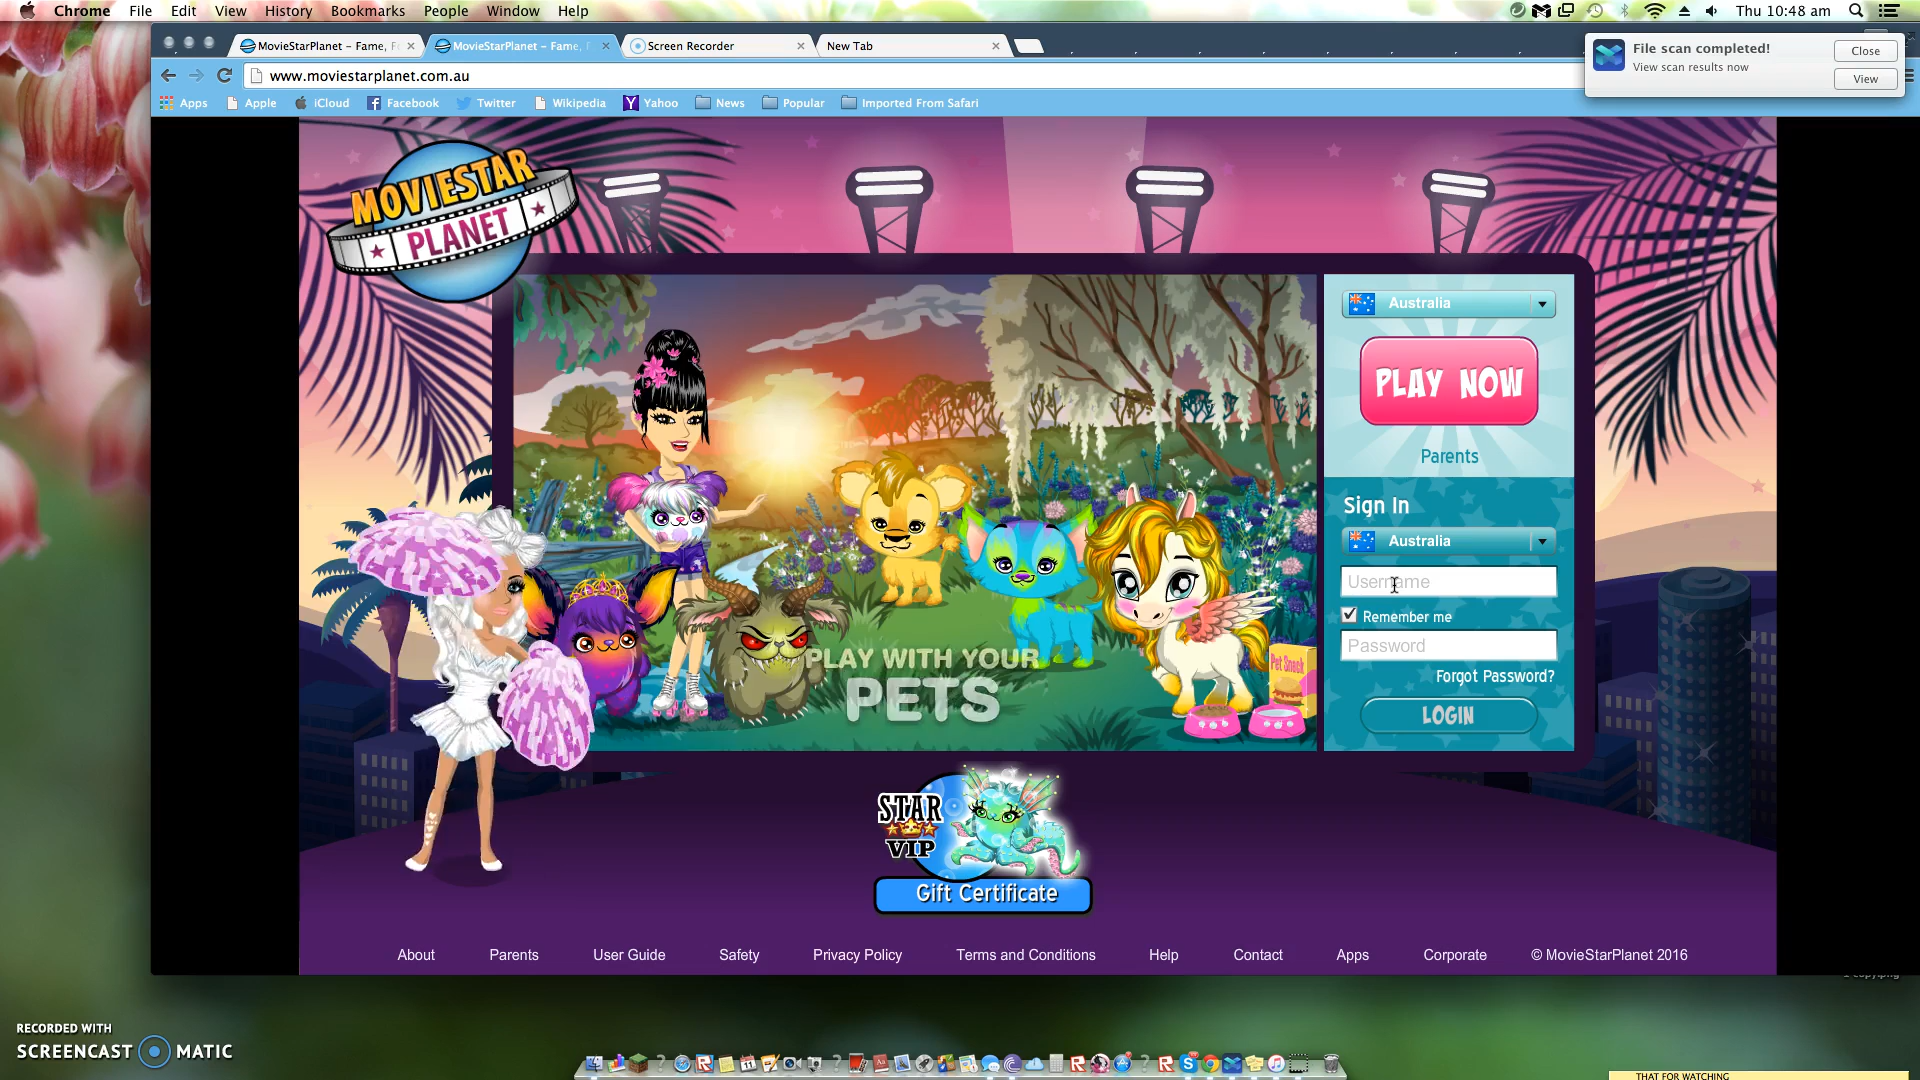 Chrome File Edit View History Bookmarks People Window Help
Thu 10:48 am
MovieStarPlanet – Fame, F
MovieStarPlanet – Fame,
Screen Recorder
New Tab
File scan completed!
View scan results now
Close
View
www.moviestarplanet.com.au
Apps Apple iCloud Facebook Twitter Wikipedia Yahoo News Popular Imported From Safari
MOVIESTAR
PLANET
Australia
PLAY NOW
Parents
Sign In
Australia
Username
Remember me
Password
Forgot Password?
LOGIN
PLAY WITH YOUR
PETS
Pet Snack
STAR
VIP
Gift Certificate
About Parents User Guide Safety Privacy Policy Terms and Conditions Help Contact Apps Corporate © MovieStarPlanet 2016
RECORDED WITH
SCREENCAST MATIC
THAT FOR WATCHING